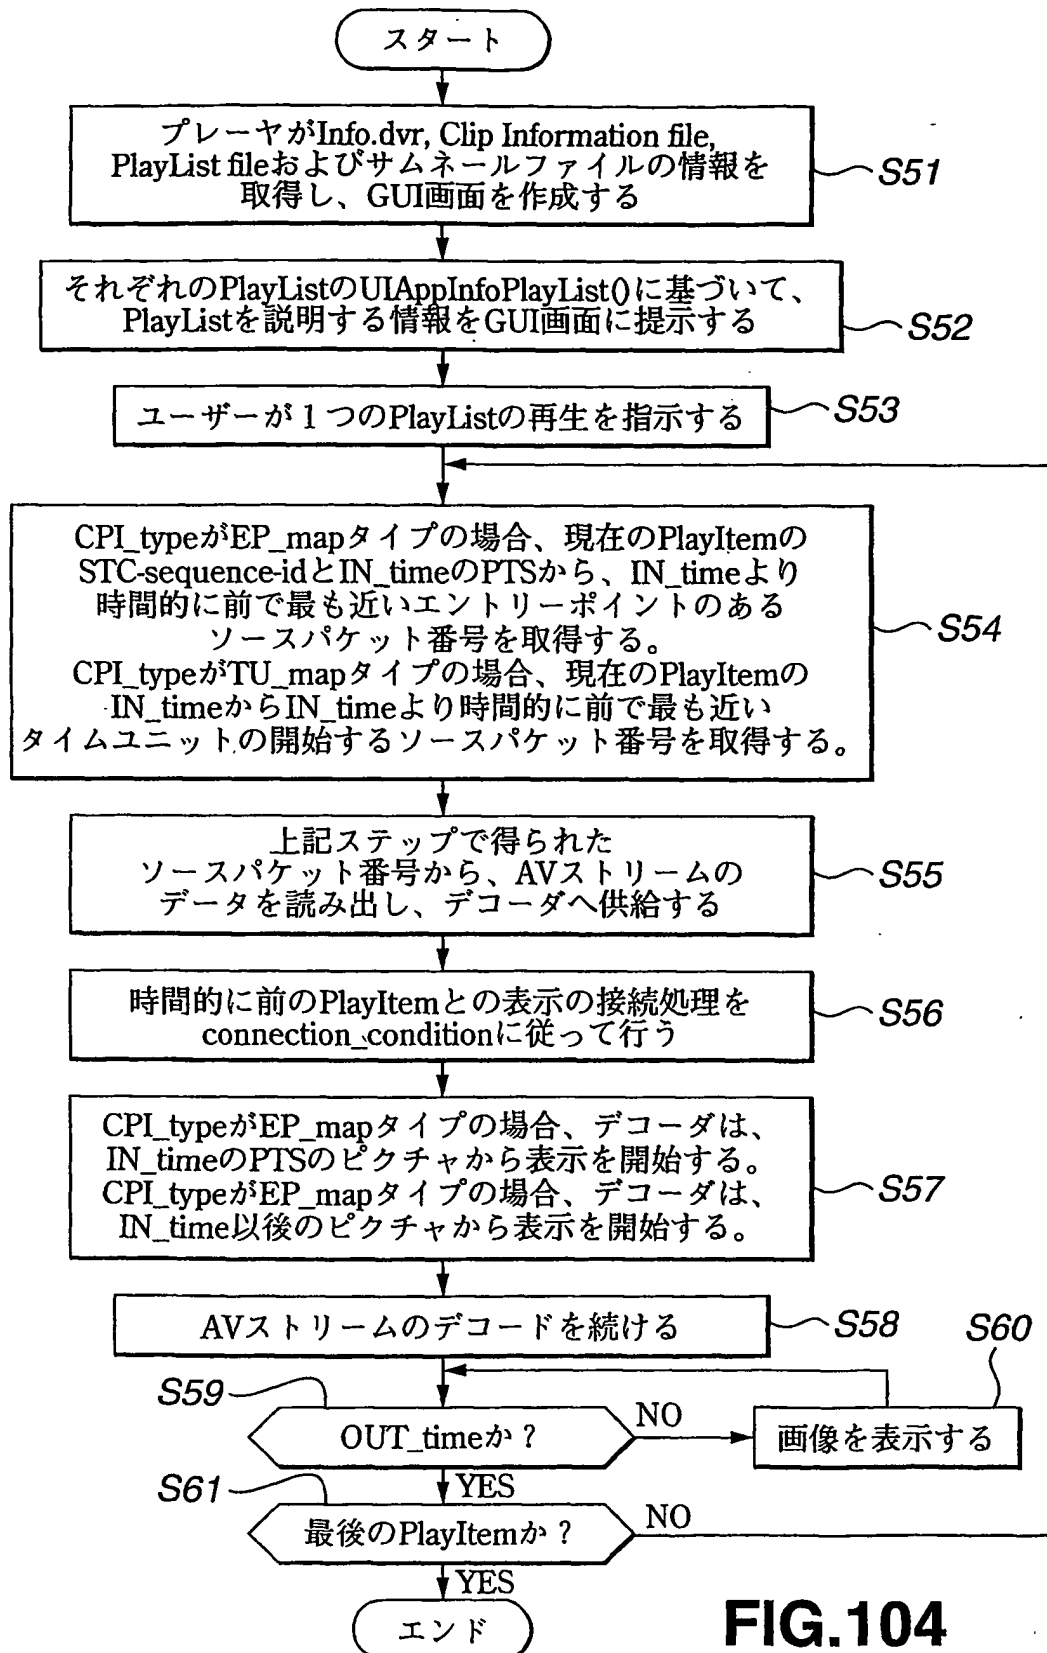 スタート
プレーヤがInfo.dvr, Clip Information file,
PlayList fileおよびサムネールファイルの情報を
取得し、GUI画面を作成する
S51
それぞれのPlayListのUIAppInfoPlayList()に基づいて、
PlayListを説明する情報をGUI画面に提示する
S52
ユーザーが1つのPlayListの再生を指示する
S53
CPI_typeがEP_mapタイプの場合、現在のPlayItemの
STC-sequence-idとIN_timeのPTSから、IN_timeより
時間的に前で最も近いエントリーポイントのある
ソースパケット番号を取得する。
CPI_typeがTU_mapタイプの場合、現在のPlayItemの
IN_timeからIN_timeより時間的に前で最も近い
タイムユニットの開始するソースパケット番号を取得する。
S54
上記ステップで得られた
ソースパケット番号から、AVストリームの
データを読み出し、デコーダへ供給する
S55
時間的に前のPlayItemとの表示の接続処理を
connection_conditionに従って行う
S56
CPI_typeがEP_mapタイプの場合、デコーダは、
IN_timeのPTSのピクチャから表示を開始する。
CPI_typeがEP_mapタイプの場合、デコーダは、
IN_time以後のピクチャから表示を開始する。
S57
AVストリームのデコードを続ける
S58
S59
OUT_timeか?
NO
S60
画像を表示する
YES
S61
最後のPlayItemか?
NO
YES
エンド
FIG.104